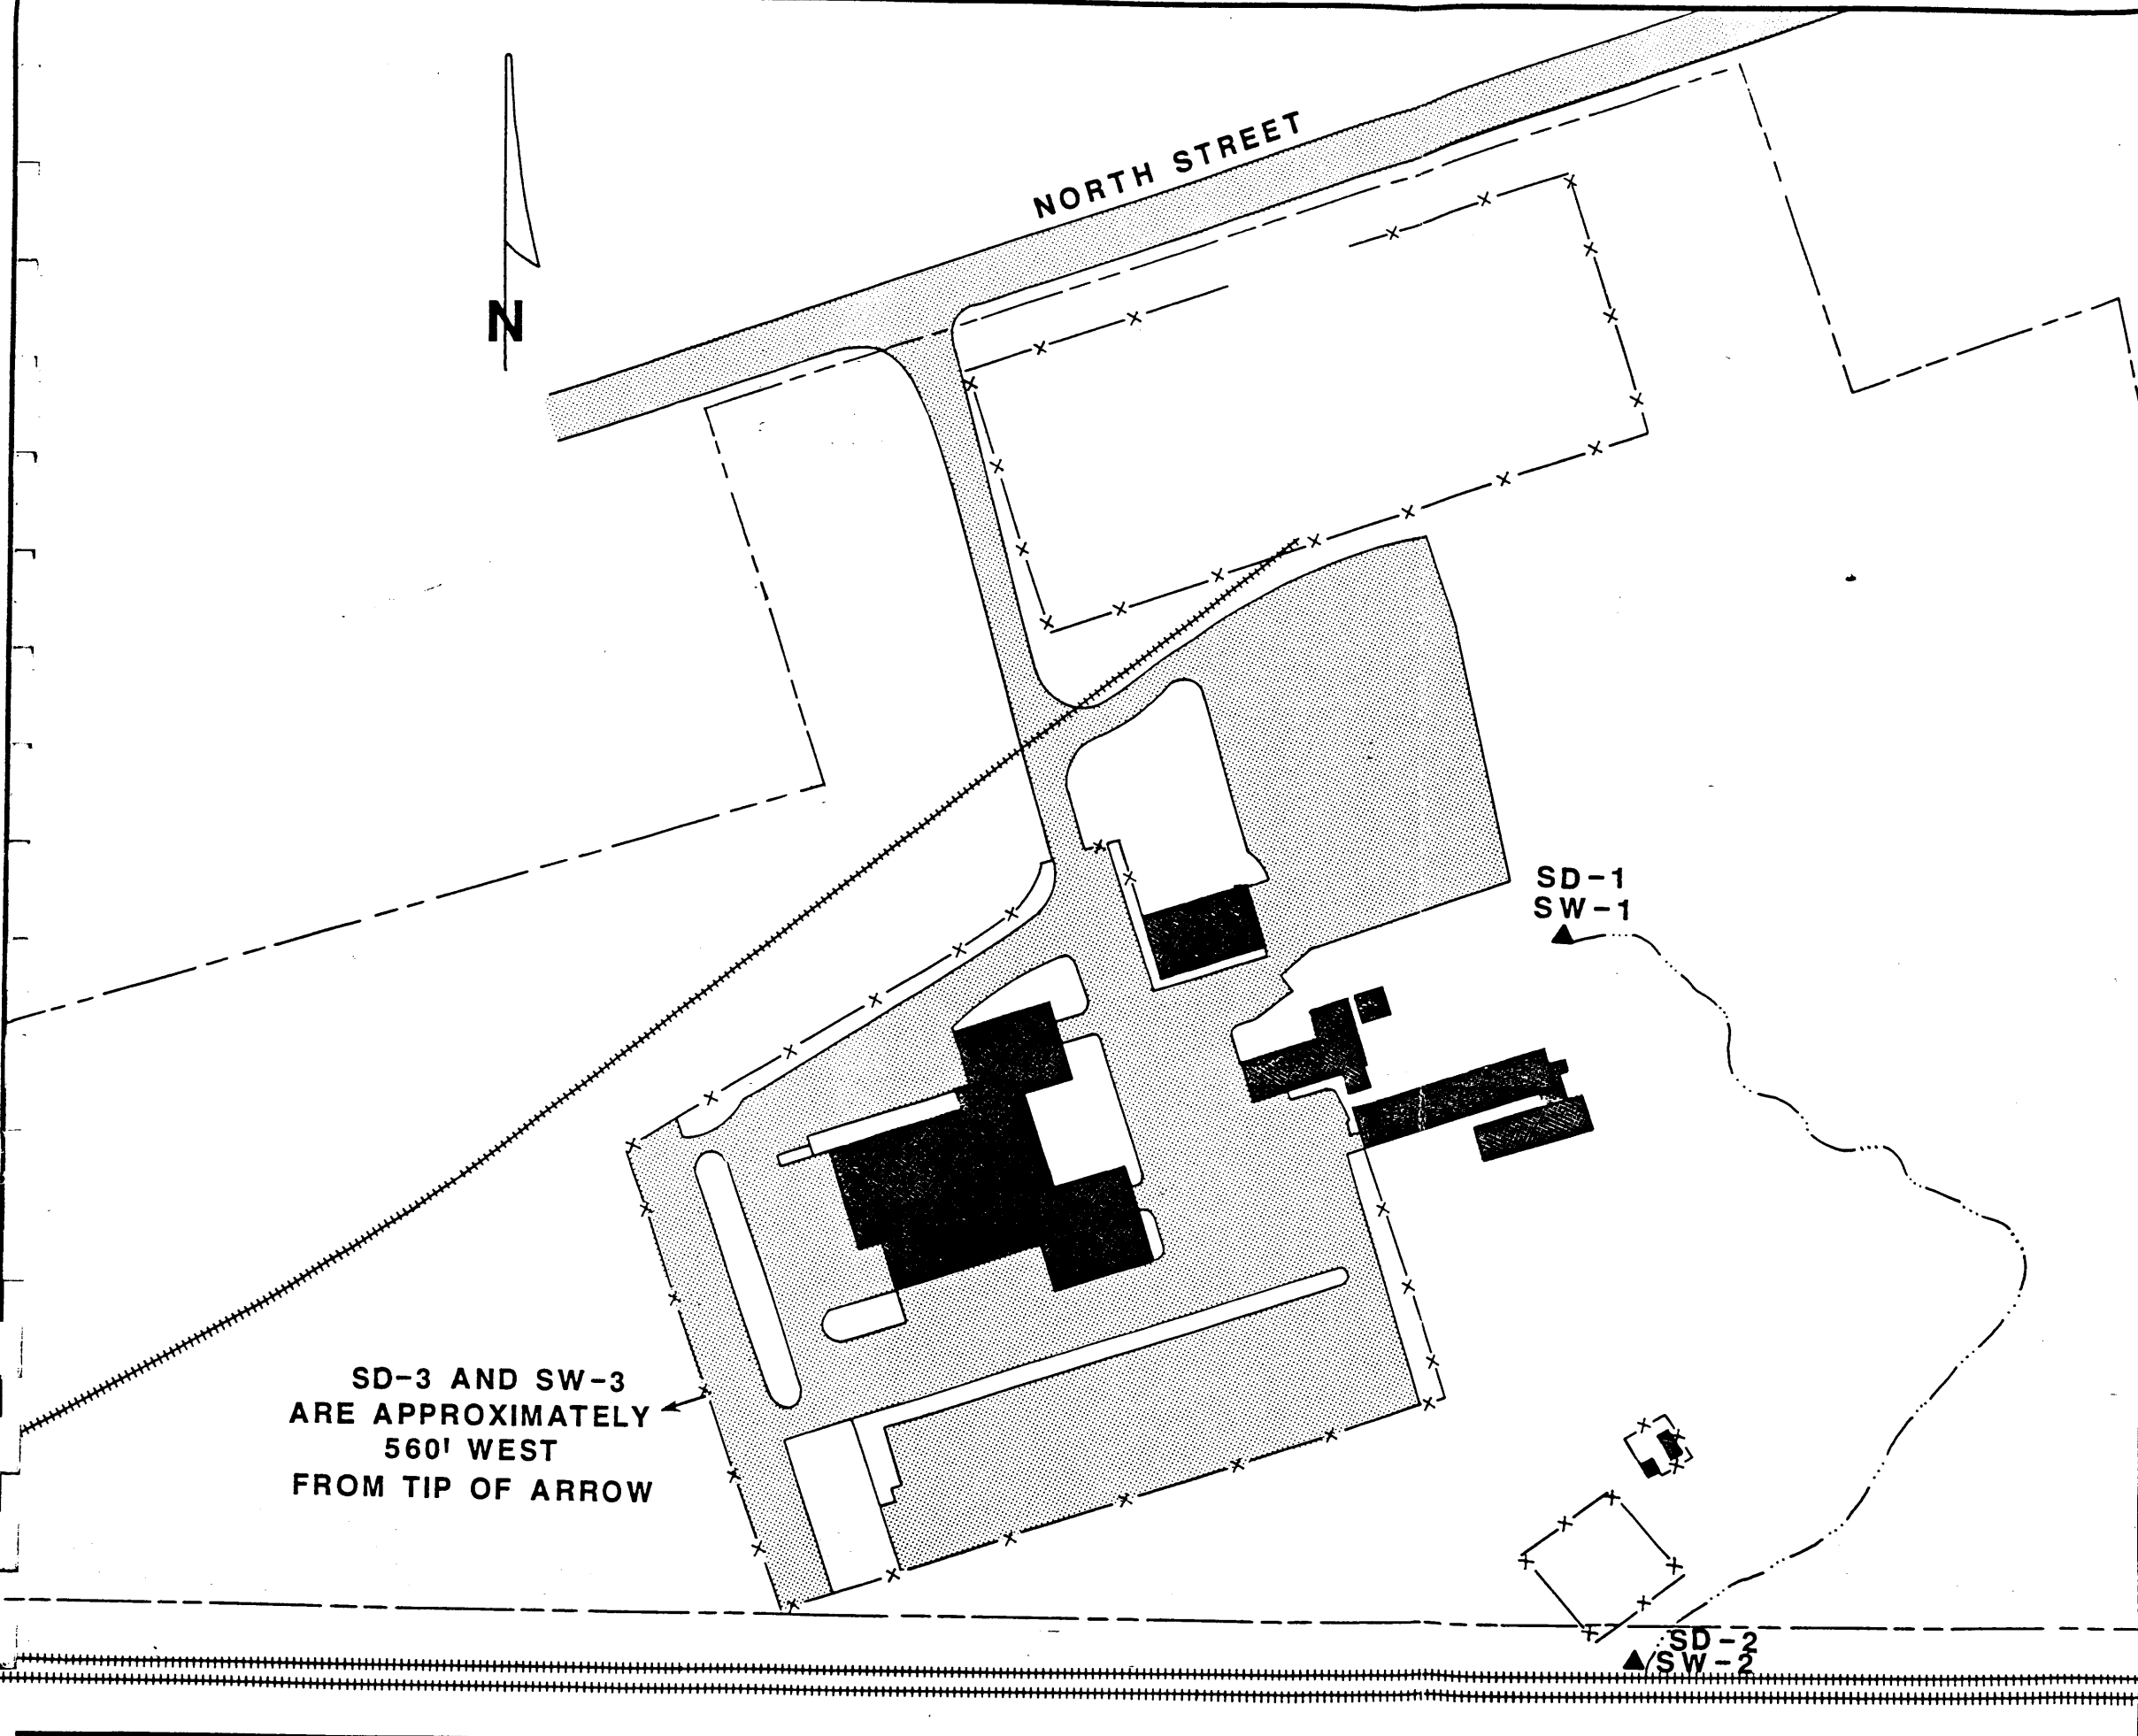 NORTH STREET
N
SD-1
SW-1
SD-3 AND SW-3
ARE APPROXIMATELY
560' WEST
FROM TIP OF ARROW
SD-2
SW-2